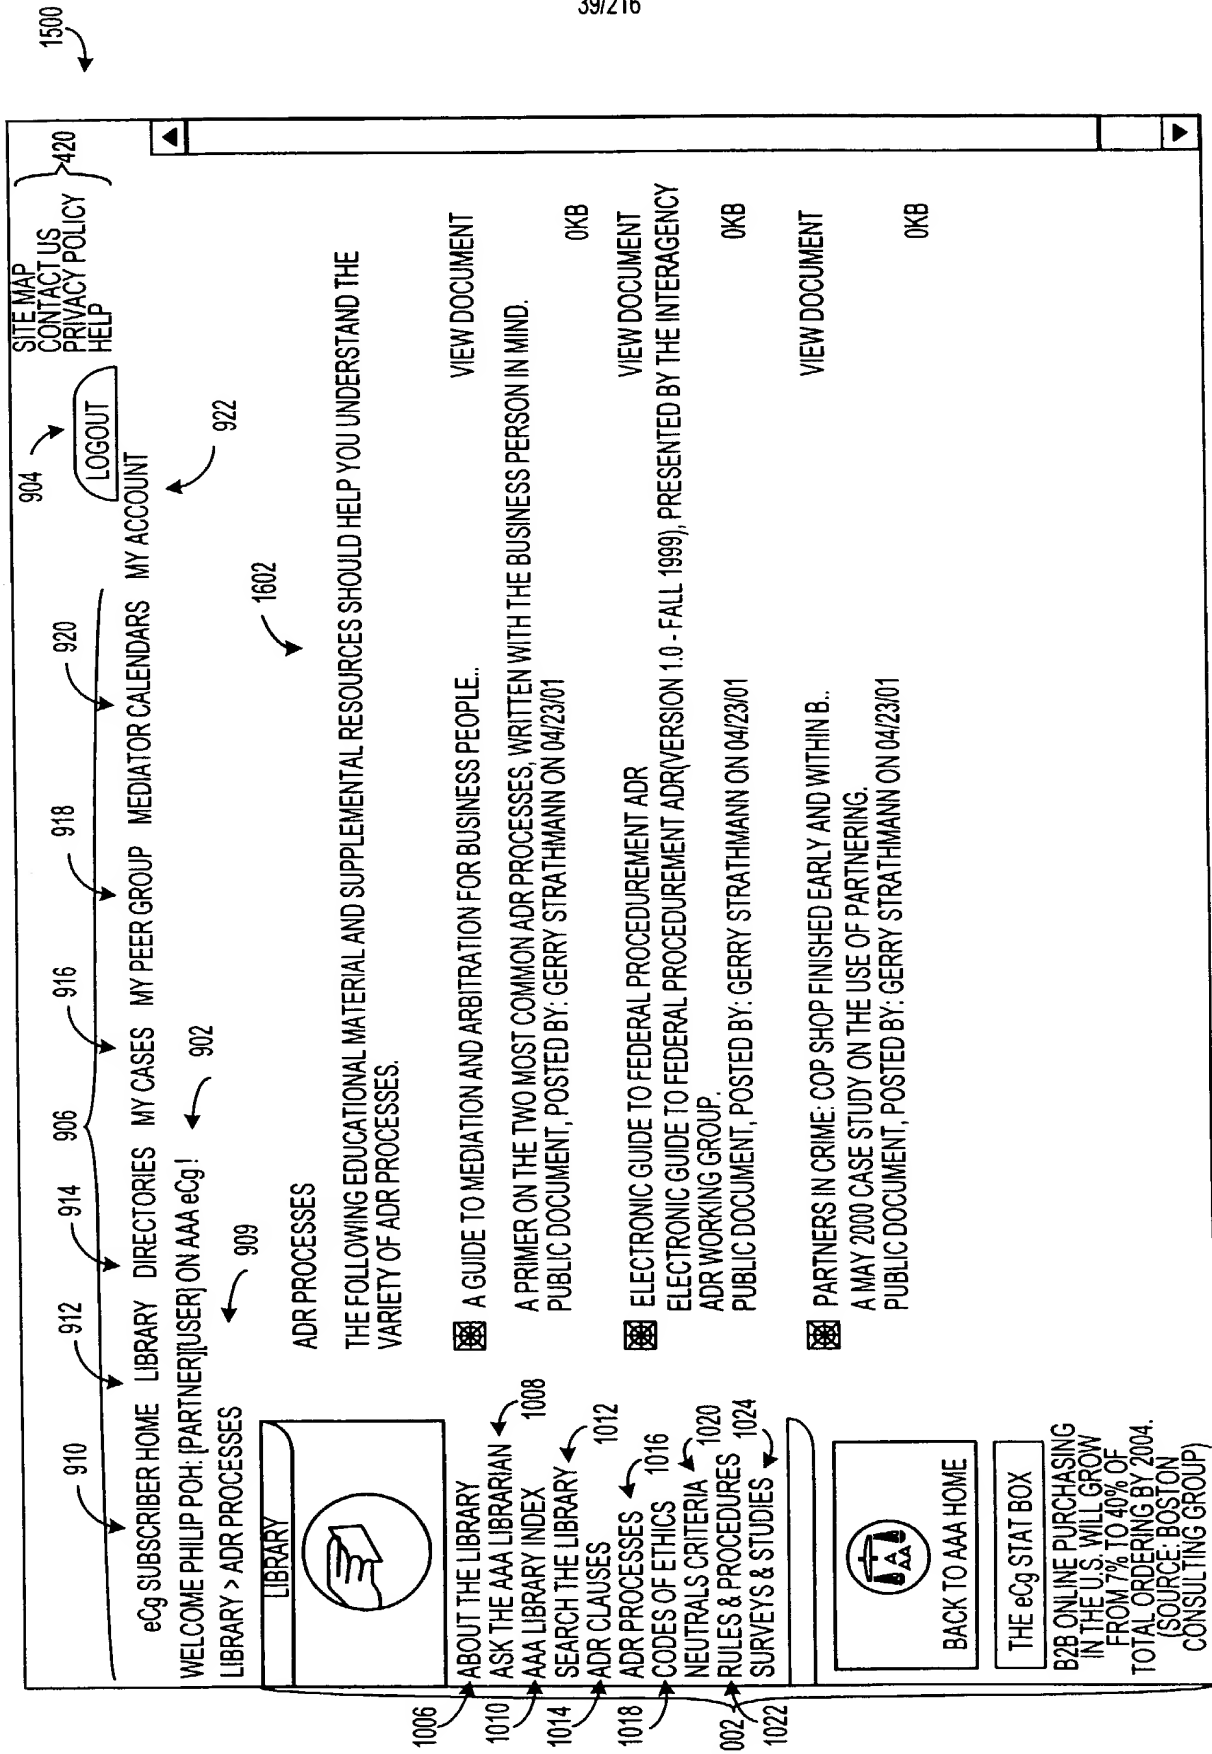 39/216
1500
SITE MAP
CONTACT US
PRIVACY POLICY
HELP
420
904
LOGOUT
906
910
912
914
916
918
920
922
eCg SUBSCRIBER HOME LIBRARY DIRECTORIES MY CASES MY PEER GROUP MEDIATOR CALENDARS MY ACCOUNT
WELCOME PHILIP POH: [PARTNER][USER] ON AAA eCg !
902
LIBRARY > ADR PROCESSES
909
LIBRARY
1006
ABOUT THE LIBRARY
ASK THE AAA LIBRARIAN
1008
1010
AAA LIBRARY INDEX
SEARCH THE LIBRARY
1012
1014
ADR CLAUSES
ADR PROCESSES
1016
1018
CODES OF ETHICS
NEUTRALS CRITERIA
1020
002
1022
RULES & PROCEDURES
SURVEYS & STUDIES
1024
BACK TO AAA HOME
THE eCg STAT BOX
B2B ONLINE PURCHASING
IN THE U.S. WILL GROW
FROM 7% TO 40% OF
TOTAL ORDERING BY 2004.
(SOURCE: BOSTON
CONSULTING GROUP)
ADR PROCESSES
1602
THE FOLLOWING EDUCATIONAL MATERIAL AND SUPPLEMENTAL RESOURCES SHOULD HELP YOU UNDERSTAND THE
VARIETY OF ADR PROCESSES.
A GUIDE TO MEDIATION AND ARBITRATION FOR BUSINESS PEOPLE.. VIEW DOCUMENT
A PRIMER ON THE TWO MOST COMMON ADR PROCESSES, WRITTEN WITH THE BUSINESS PERSON IN MIND.
PUBLIC DOCUMENT, POSTED BY: GERRY STRATHMANN ON 04/23/01 0KB
ELECTRONIC GUIDE TO FEDERAL PROCEDUREMENT ADR VIEW DOCUMENT
ELECTRONIC GUIDE TO FEDERAL PROCEDUREMENT ADR(VERSION 1.0 - FALL 1999), PRESENTED BY THE INTERAGENCY
ADR WORKING GROUP.
PUBLIC DOCUMENT, POSTED BY: GERRY STRATHMANN ON 04/23/01 0KB
PARTNERS IN CRIME: COP SHOP FINISHED EARLY AND WITHIN B.. VIEW DOCUMENT
A MAY 2000 CASE STUDY ON THE USE OF PARTNERING.
PUBLIC DOCUMENT, POSTED BY: GERRY STRATHMANN ON 04/23/01 0KB